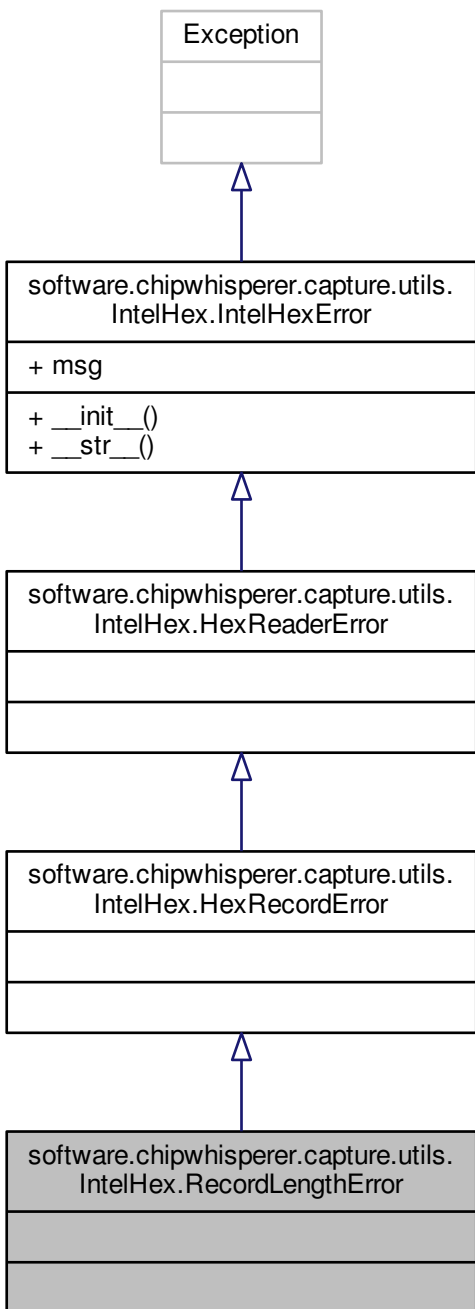 Exception
software.chipwhisperer.capture.utils.
IntelHex.IntelHexError
+ msg
+ __init__()
+ __str__()
software.chipwhisperer.capture.utils.
IntelHex.HexReaderError
software.chipwhisperer.capture.utils.
IntelHex.HexRecordError
software.chipwhisperer.capture.utils.
IntelHex.RecordLengthError